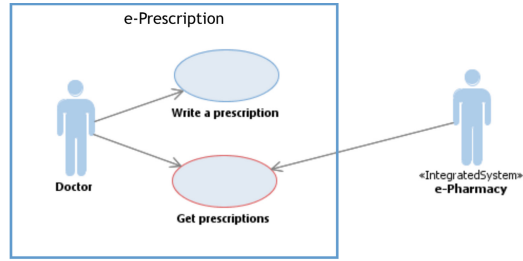 e-Prescription
Write a prescription
Doctor
«IntegratedSystem»
e-Pharmacy
Get prescriptions